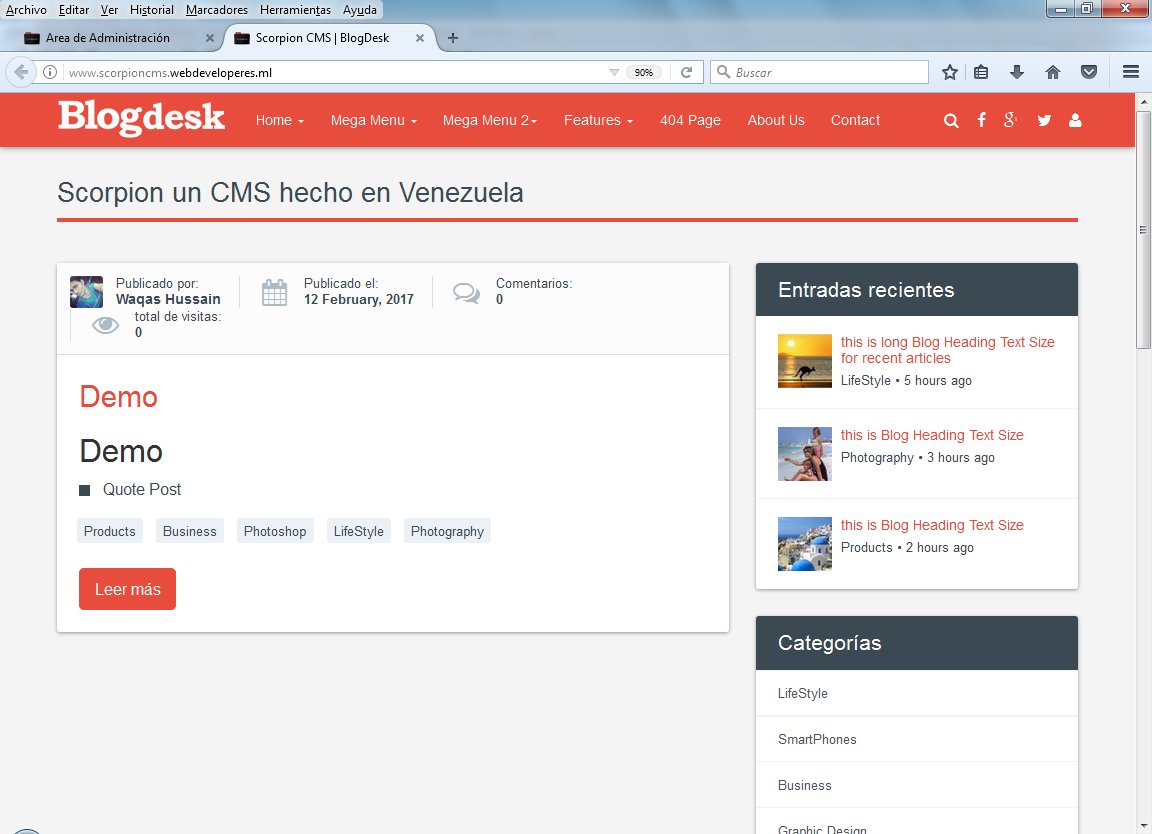 Archivo Editar Ver Historial Marcadores Herramientas Ayuda
Area de Administración
Scorpion CMS | BlogDesk
www.scorpioncms.webdeveloperes.ml
90%
Buscar
Blogdesk
Home
Mega Menu
Mega Menu 2
Features
404 Page
About Us
Contact
Scorpion un CMS hecho en Venezuela
Publicado por:
Waqas Hussain
Publicado el:
12 February, 2017
Comentarios:
0
total de visitas:
0
Demo
Demo
Quote Post
Products Business Photoshop LifeStyle Photography
Leer más
Entradas recientes
this is long Blog Heading Text Size
for recent articles
LifeStyle • 5 hours ago
this is Blog Heading Text Size
Photography • 3 hours ago
this is Blog Heading Text Size
Products • 2 hours ago
Categorías
LifeStyle
SmartPhones
Business
Graphic Design